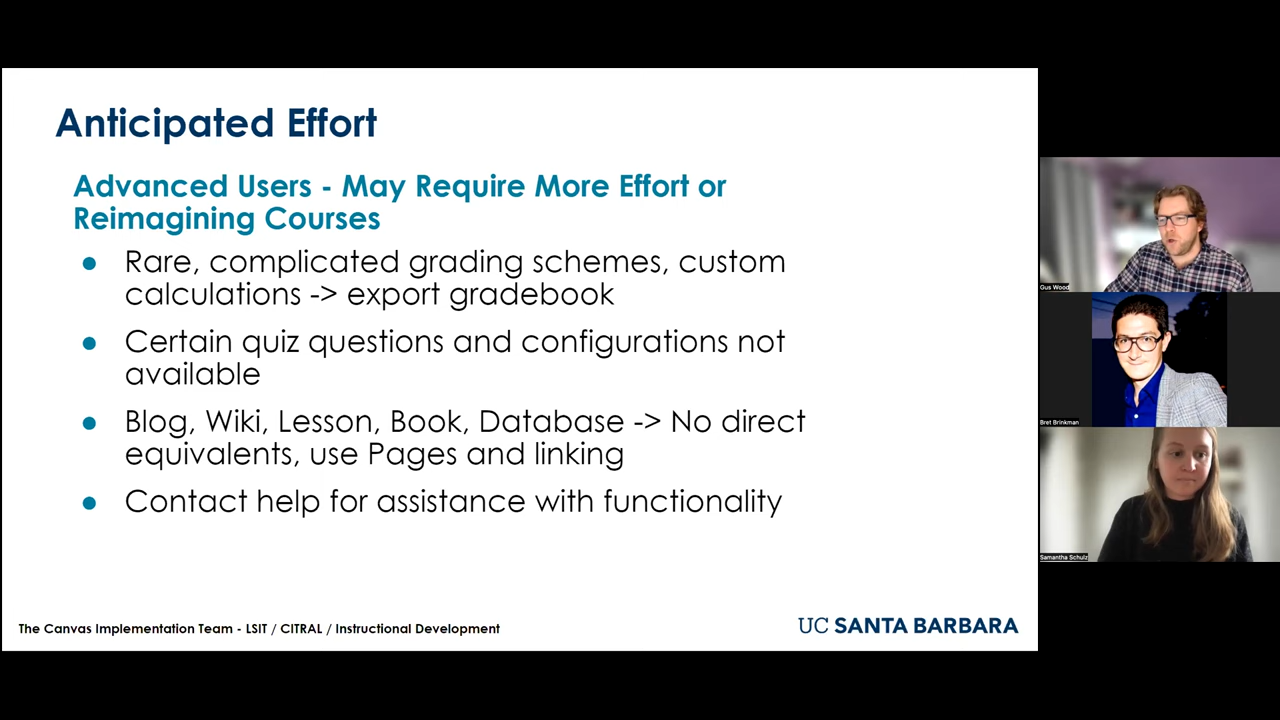 Anticipated Effort
Advanced Users - May Require More Effort or
Reimagining Courses
● Rare, complicated grading schemes, custom
calculations -> export gradebook
● Certain quiz questions and configurations not
available
● Blog, Wiki, Lesson, Book, Database -> No direct
equivalents, use Pages and linking
● Contact help for assistance with functionality
The Canvas Implementation Team - LSIT / CITRAL / Instructional Development
UC SANTA BARBARA
Gus Wood
Bret Brinkman
Samantha Schulz